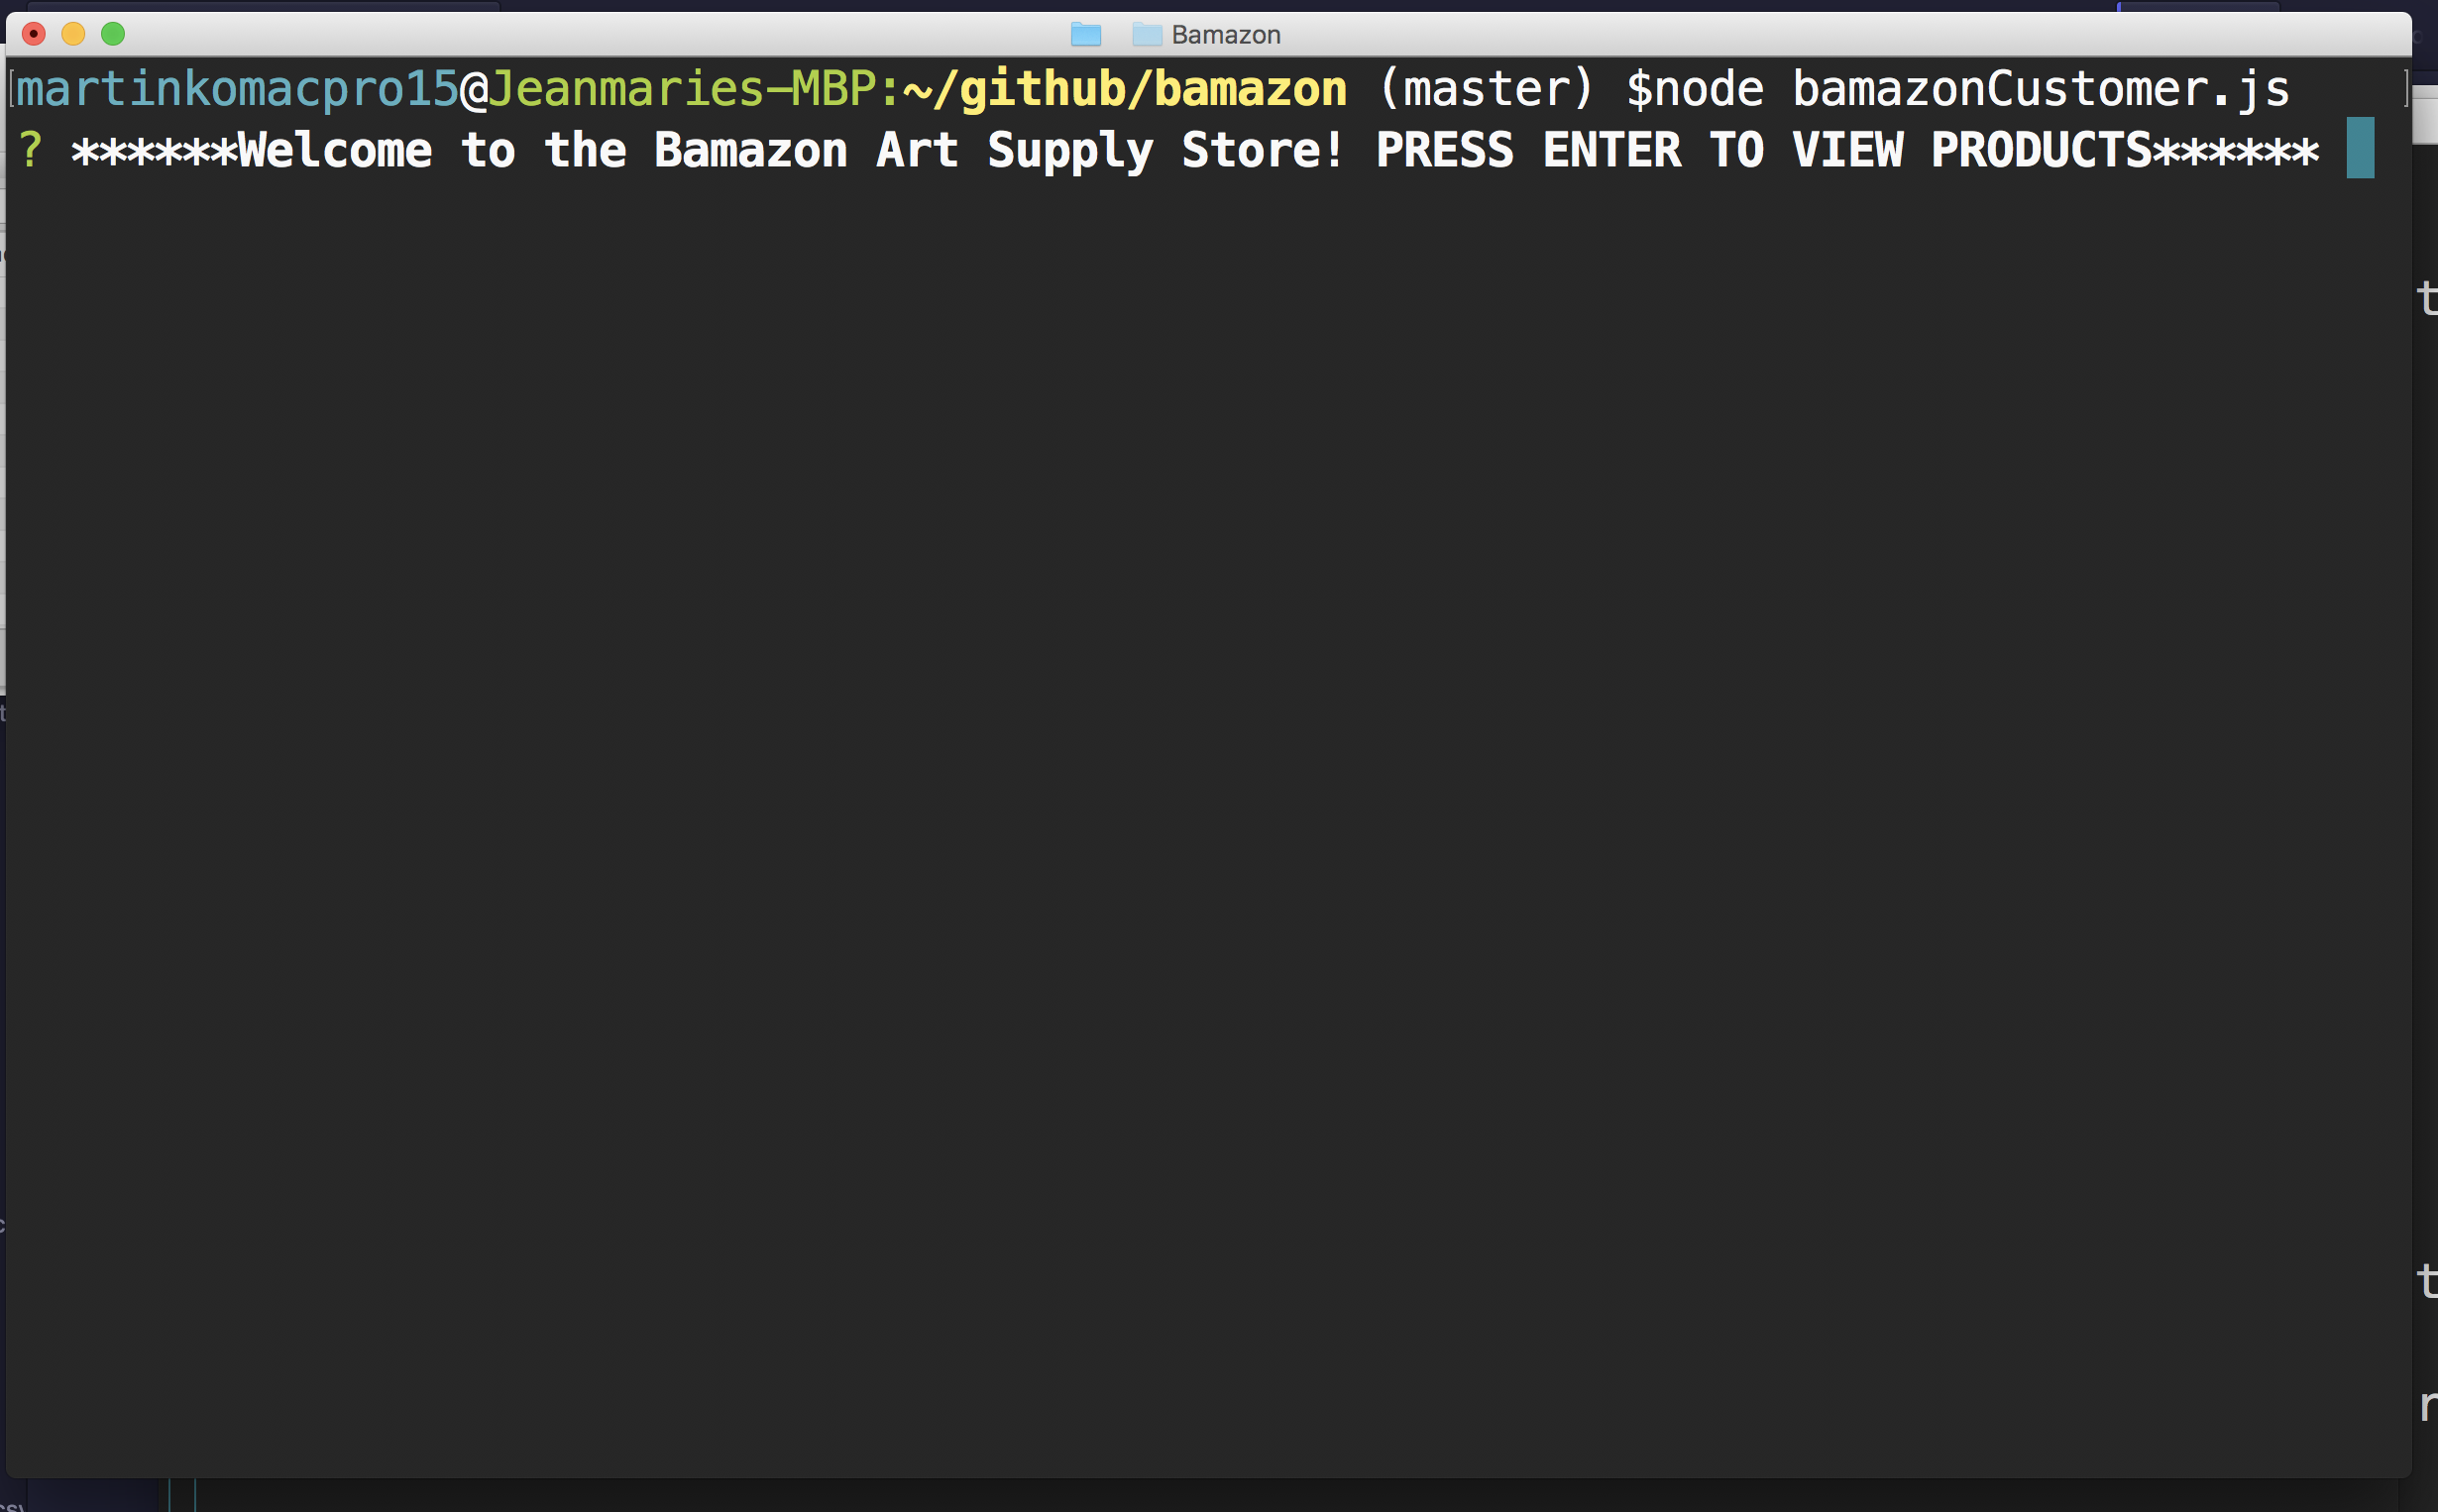 Bamazon
martinkomacpro15@Jeanmaries-MBP:~/github/bamazon (master) $node bamazonCustomer.js
? ******Welcome to the Bamazon Art Supply Store! PRESS ENTER TO VIEW PRODUCTS******